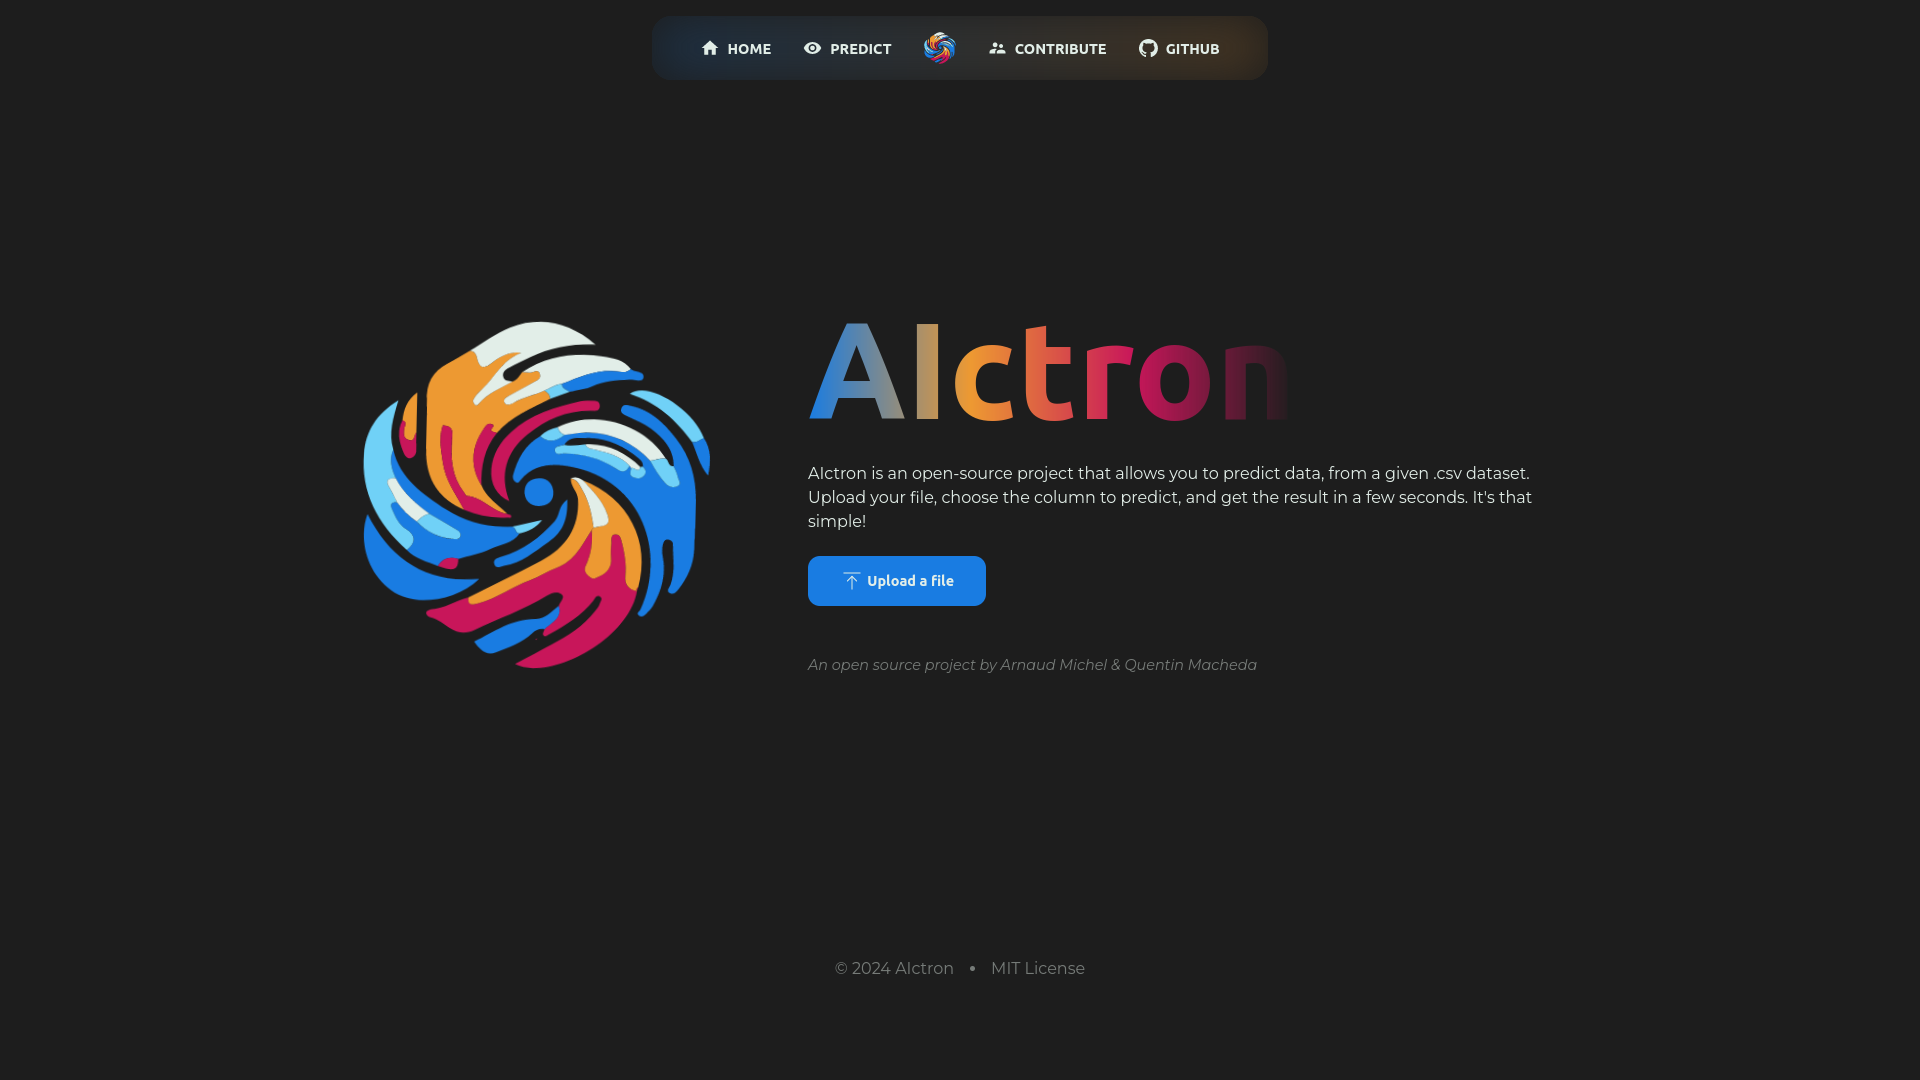 HOME
PREDICT
CONTRIBUTE
GITHUB
AIctron
AIctron is an open-source project that allows you to predict data, from a given .csv dataset.
Upload your file, choose the column to predict, and get the result in a few seconds. It's that
simple!
Upload a file
An open source project by Arnaud Michel & Quentin Macheda
© 2024 AIctron • MIT License